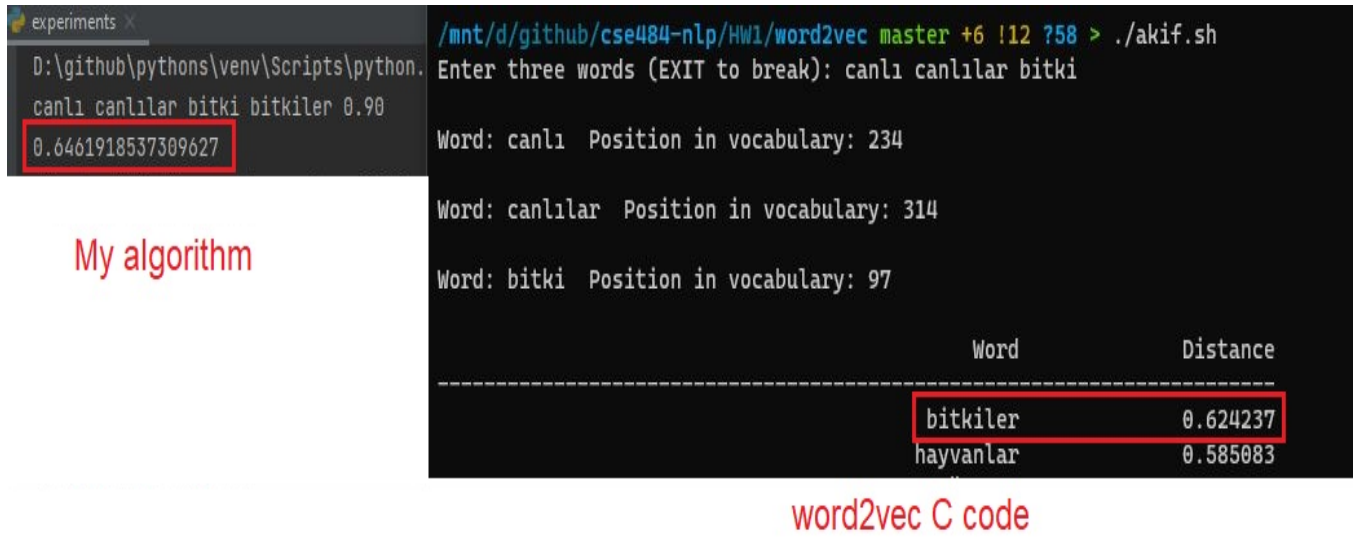 experiments
D:\github\pythons\venv\Scripts\python.
canlı canlılar bitki bitkiler 0.90
0.6461918537309627
My algorithm
/mnt/d/github/cse484-nlp/HW1/word2vec master +6 !12 ?58 > ./akif.sh
Enter three words (EXIT to break): canlı canlılar bitki
Word: canlı Position in vocabulary: 234
Word: canlılar Position in vocabulary: 314
Word: bitki Position in vocabulary: 97
Word Distance
------------------------------------------------------------------------
bitkiler 0.624237
hayvanlar 0.585083
word2vec C code